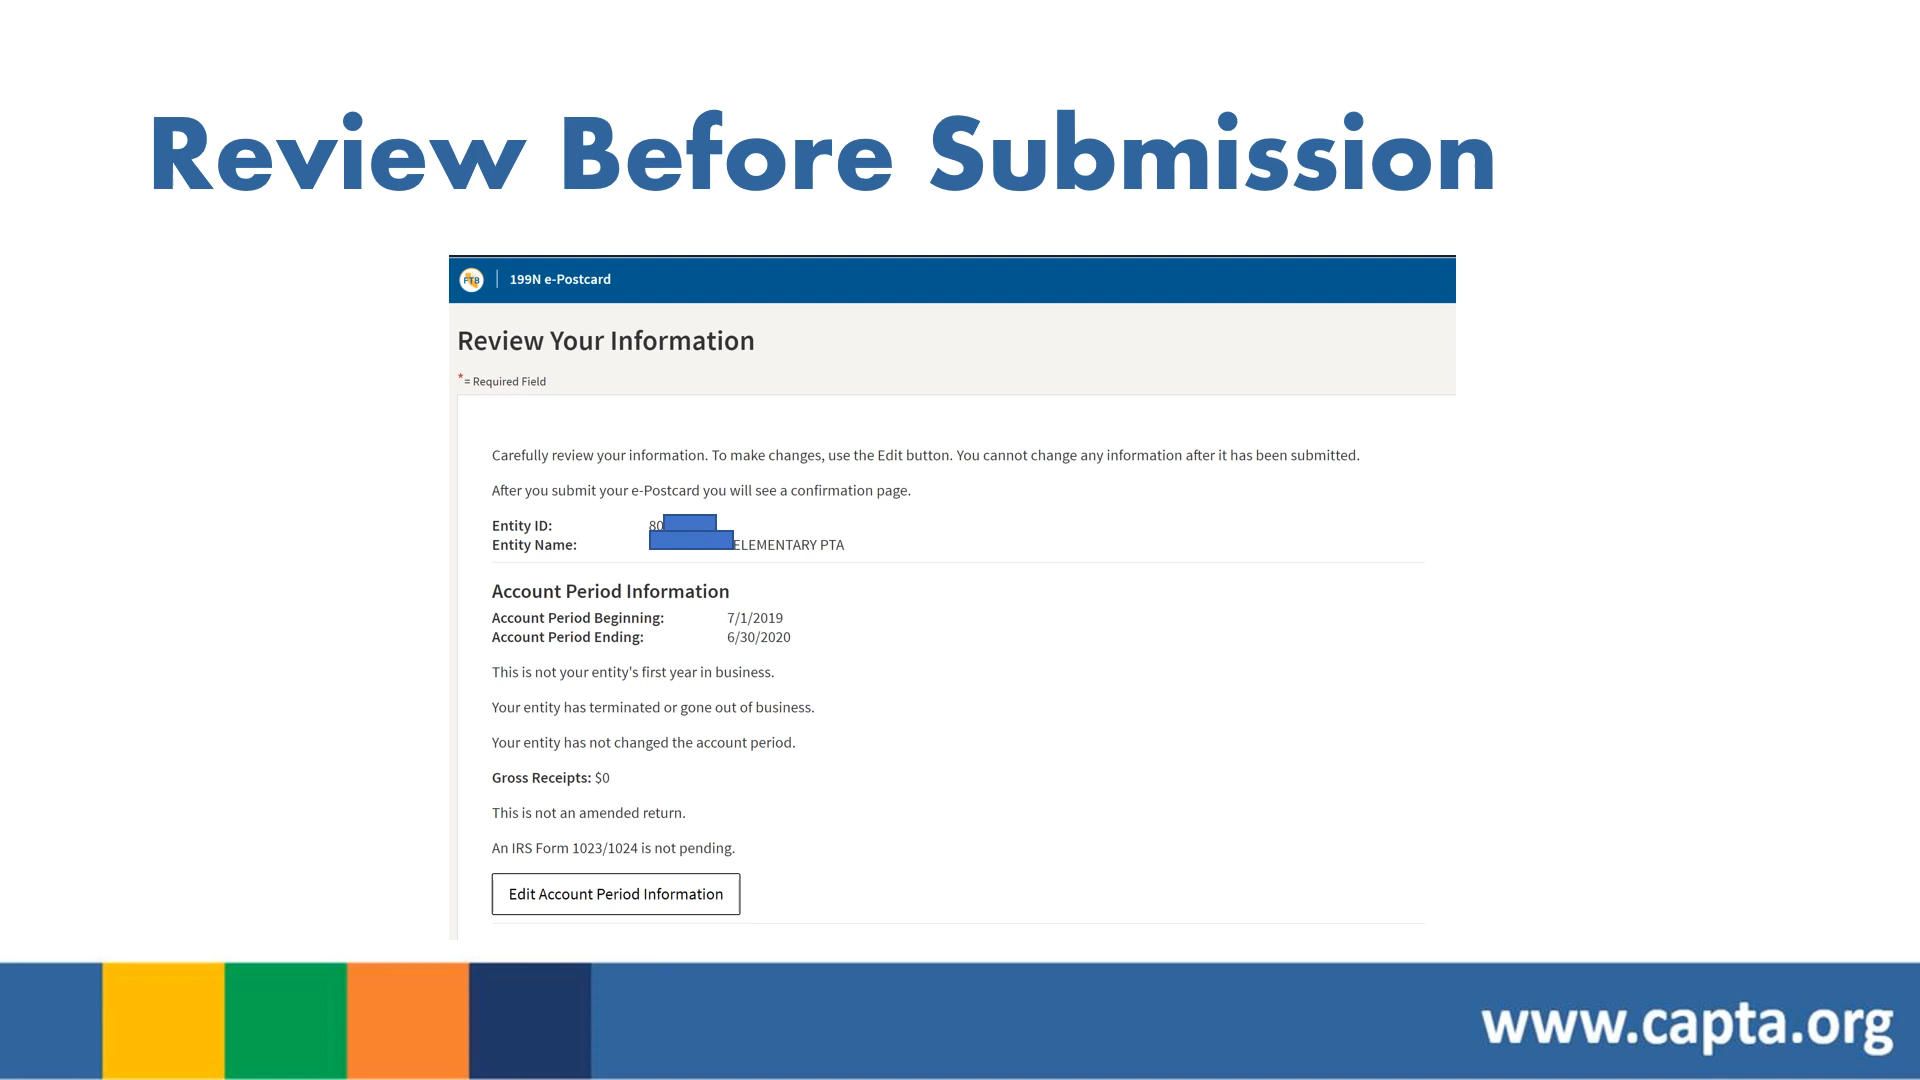 Review Before Submission
FTB | 199N e-Postcard
Review Your Information
*= Required Field
Carefully review your information. To make changes, use the Edit button. You cannot change any information after it has been submitted.
After you submit your e-Postcard you will see a confirmation page.
Entity ID: 80
Entity Name: ELEMENTARY PTA
Account Period Information
Account Period Beginning: 7/1/2019
Account Period Ending: 6/30/2020
This is not your entity's first year in business.
Your entity has terminated or gone out of business.
Your entity has not changed the account period.
Gross Receipts: $0
This is not an amended return.
An IRS Form 1023/1024 is not pending.
Edit Account Period Information
www.capta.org